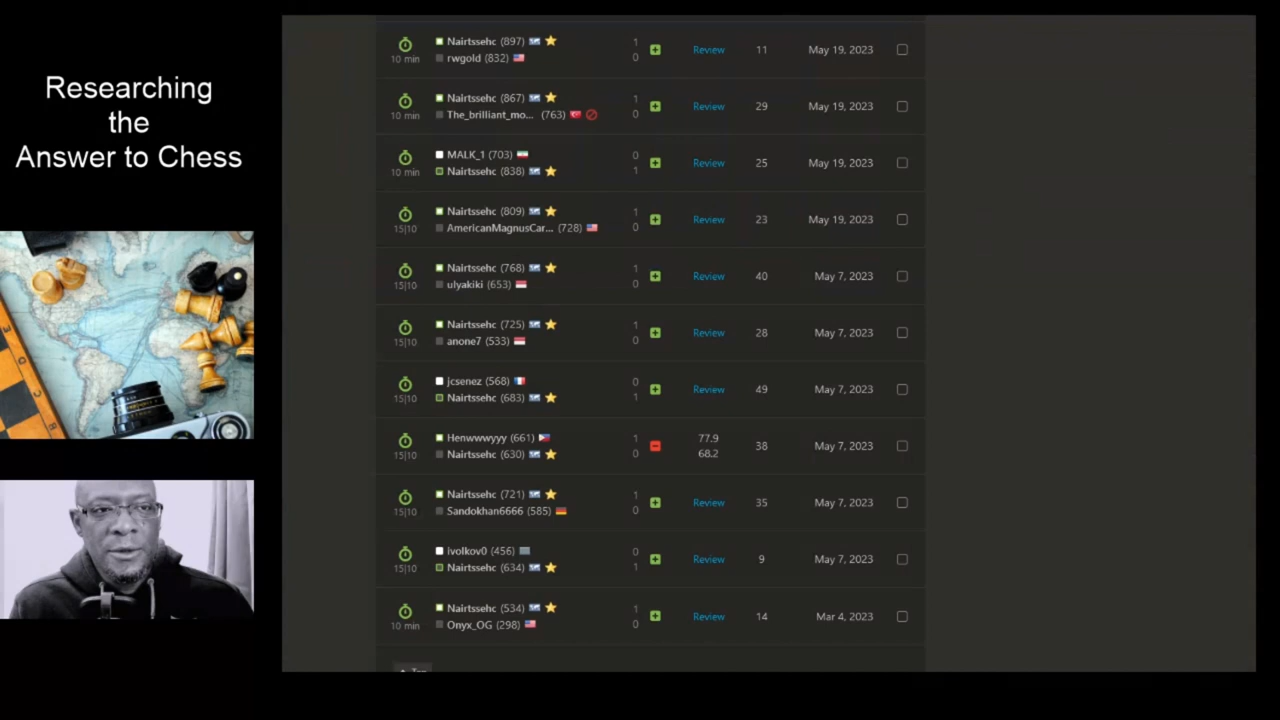 Researching
the
Answer to Chess
10 min
Nairtssehc (897)
rwgold (832)
1
0
Review
11
May 19, 2023
10 min
Nairtssehc (867)
The_brilliant_mo... (763)
1
0
Review
29
May 19, 2023
10 min
MALK_1 (703)
Nairtssehc (838)
0
1
Review
25
May 19, 2023
15|10
Nairtssehc (809)
AmericanMagnusCar... (728)
1
0
Review
23
May 19, 2023
15|10
Nairtssehc (768)
ulyakiki (653)
1
0
Review
40
May 7, 2023
15|10
Nairtssehc (725)
anone7 (533)
1
0
Review
28
May 7, 2023
15|10
jcsenez (568)
Nairtssehc (683)
0
1
Review
49
May 7, 2023
15|10
Henwwwyyy (661)
Nairtssehc (630)
1
0
77.9
68.2
38
May 7, 2023
15|10
Nairtssehc (721)
Sandokhan6666 (585)
1
0
Review
35
May 7, 2023
15|10
ivolkov0 (456)
Nairtssehc (634)
0
1
Review
9
May 7, 2023
10 min
Nairtssehc (534)
Onyx_OG (298)
1
0
Review
14
Mar 4, 2023